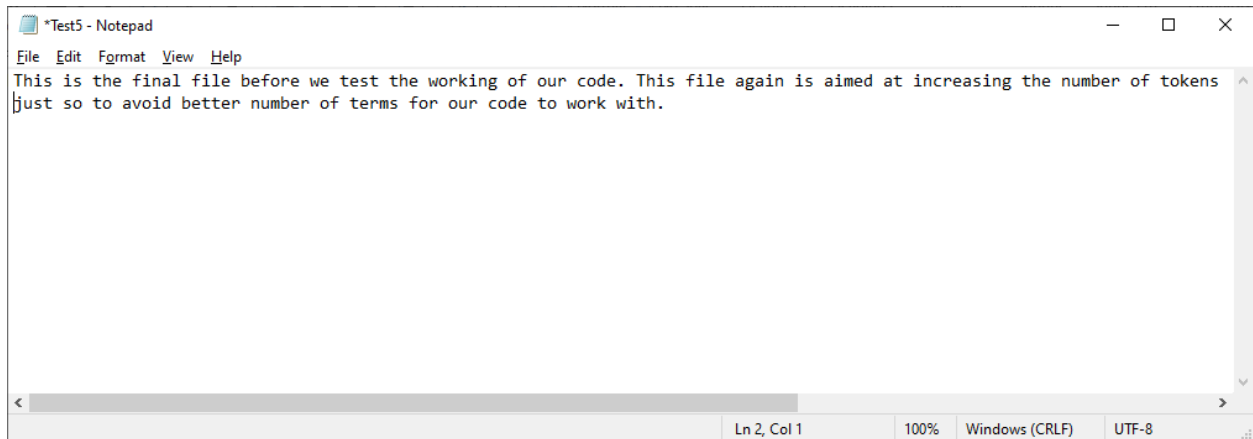 *Test5 - Notepad
File Edit Format View Help
This is the final file before we test the working of our code. This file again is aimed at increasing the number of tokens
just so to avoid better number of terms for our code to work with.
Ln 2, Col 1 100% Windows (CRLF) UTF-8